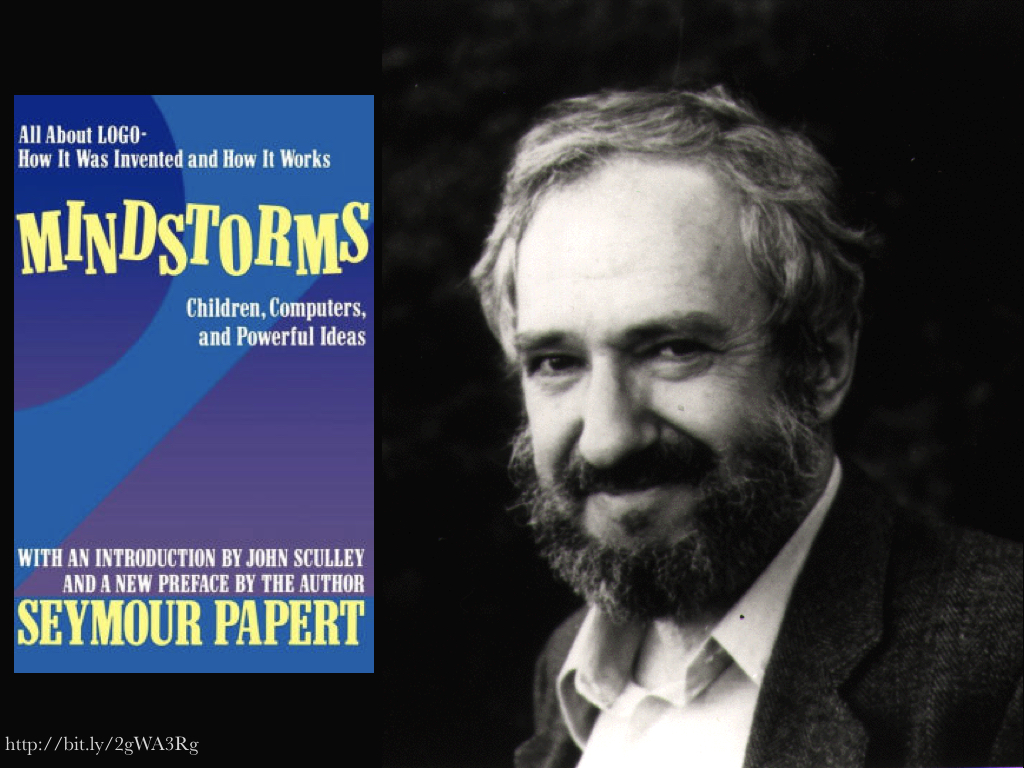 All About LOGO-
How It Was Invented and How It Works
MINDSTORMS
Children, Computers,
and Powerful Ideas
WITH AN INTRODUCTION BY JOHN SCULLEY
AND A NEW PREFACE BY THE AUTHOR
SEYMOUR PAPERT
http://bit.ly/2gWA3Rg